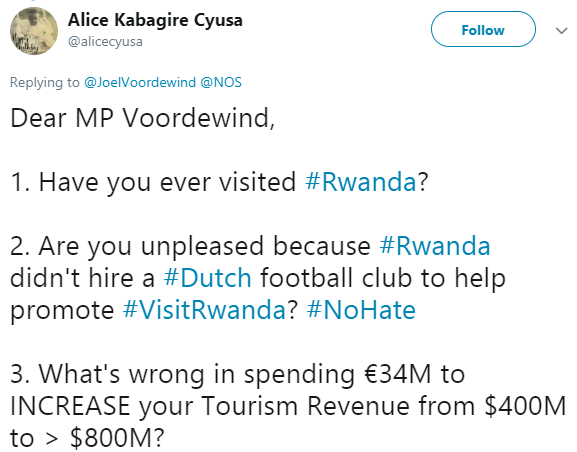 Alice Kabagire Cyusa
@alicecyusa
Follow
Replying to @JoelVoordewind @NOS
Dear MP Voordewind,
1. Have you ever visited #Rwanda?
2. Are you unpleased because #Rwanda
didn't hire a #Dutch football club to help
promote #VisitRwanda? #NoHate
3. What's wrong in spending €34M to
INCREASE your Tourism Revenue from $400M
to > $800M?